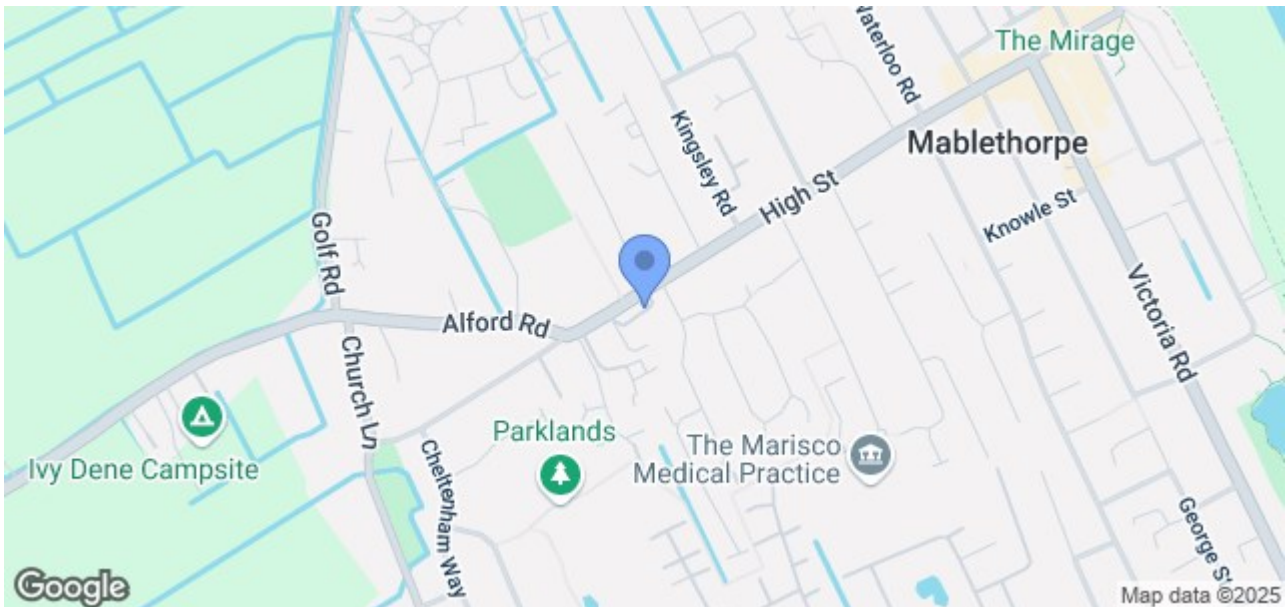 Waterloo Rd
The Mirage
Mablethorpe
Kingsley Rd
High St
Knowle St
Golf Rd
Victoria Rd
Alford Rd
Church Ln
Parklands
The Marisco
Medical Practice
Ivy Dene Campsite
Cheltenham Way
George St
Google
Map data ©2025